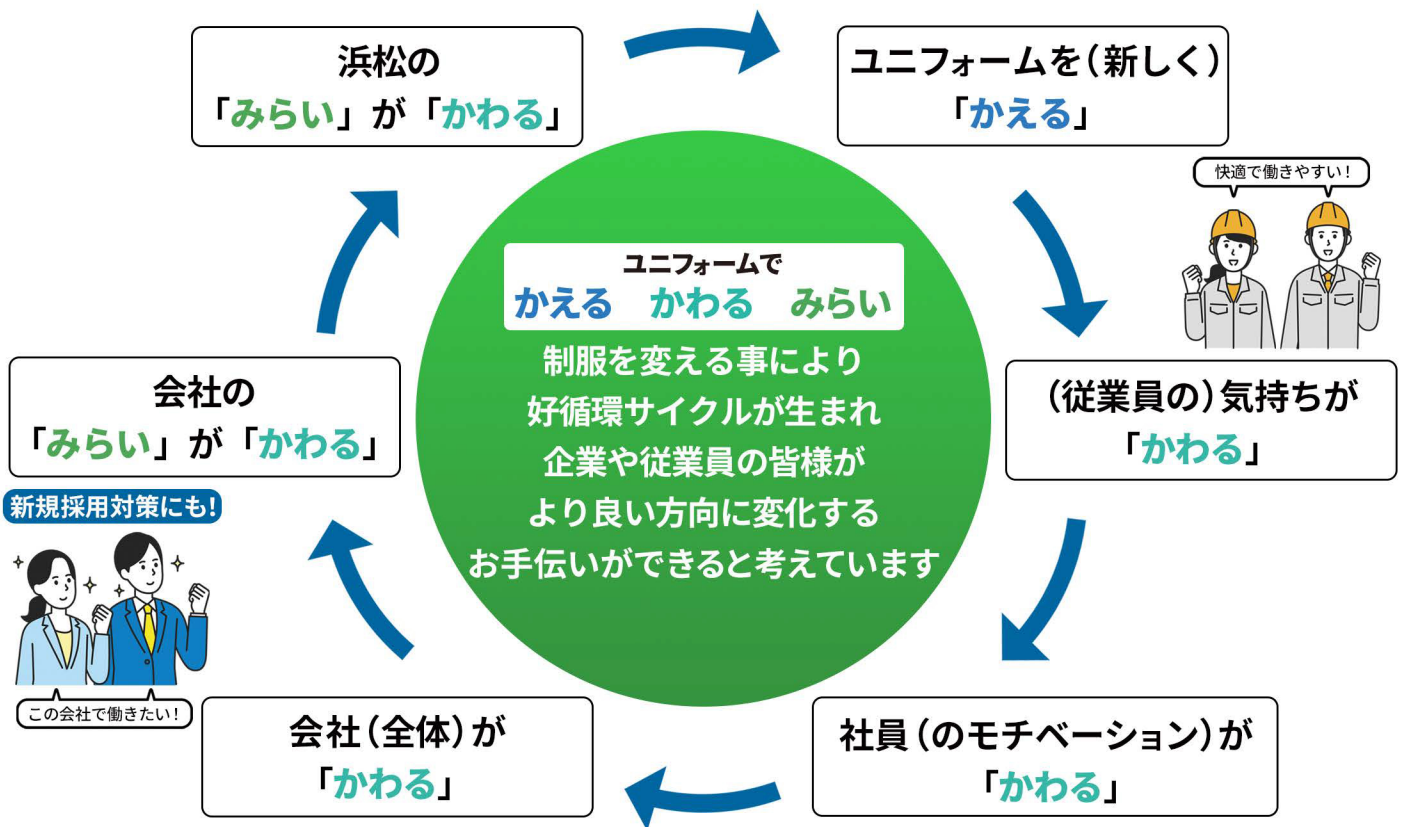 浜松の
「みらい」が「かわる」
ユニフォームを(新しく)
「かえる」
快適で働きやすい!
(従業員の)気持ちが
「かわる」
社員(のモチベーション)が
「かわる」
会社(全体)が
「かわる」
会社の
「みらい」が「かわる」
新規採用対策にも!
この会社で働きたい!
ユニフォームで
かえる かわる みらい
制服を変える事により
好循環サイクルが生まれ
企業や従業員の皆様が
より良い方向に変化する
お手伝いができると考えています